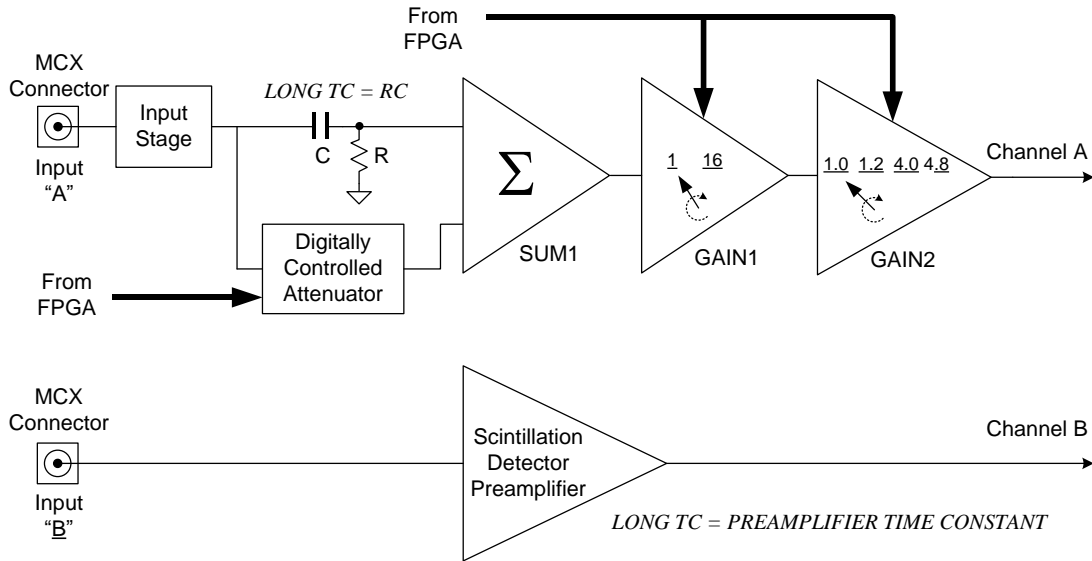 From
FPGA
MCX
Connector
Input
Stage
LONG TC = RC
C
R
Input
“A”
Σ
SUM1
1 16
GAIN1
1.0 1.2 4.0 4.8
GAIN2
Channel A
Digitally
Controlled
Attenuator
From
FPGA
MCX
Connector
Input
“B”
Scintillation
Detector
Preamplifier
Channel B
LONG TC = PREAMPLIFIER TIME CONSTANT